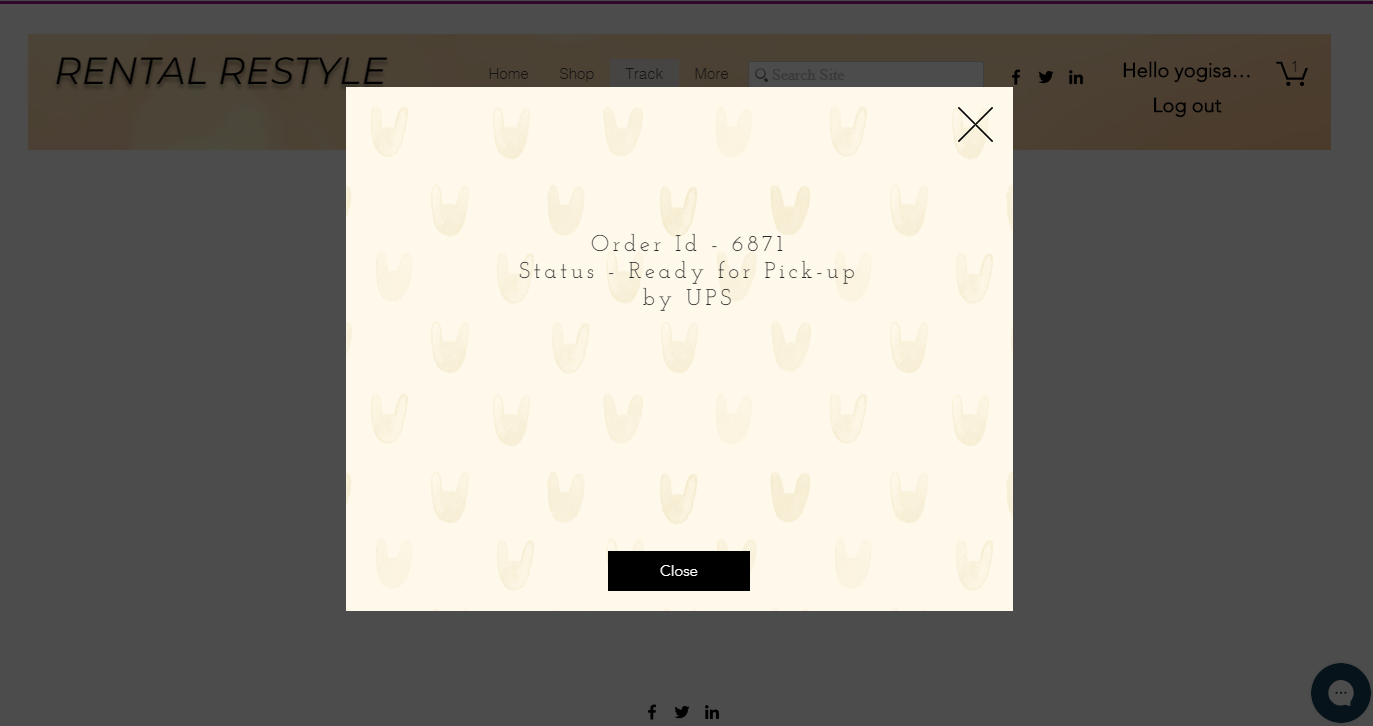 RENTAL RESTYLE
Home Shop Track More
Search Site
Hello yogisa...
1
Log out
Order Id - 6871
Status - Ready for Pick-up
by UPS
Close